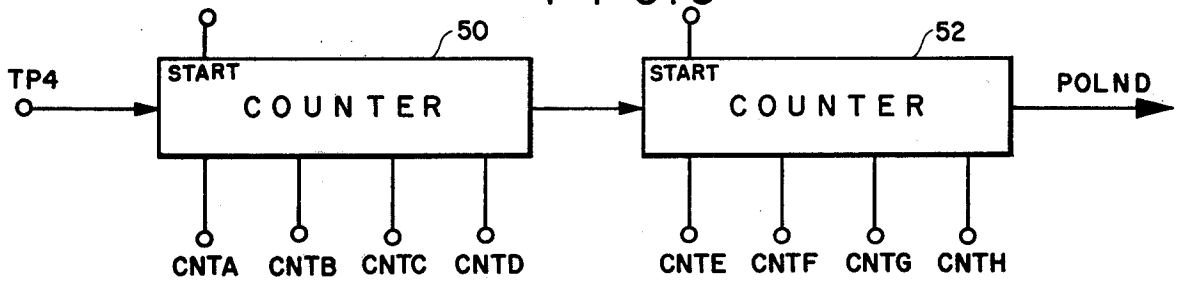 50
52
TP4
START
START
COUNTER
COUNTER
POLND
CNTA CNTB CNTC CNTD
CNTE CNTF CNTG CNTH